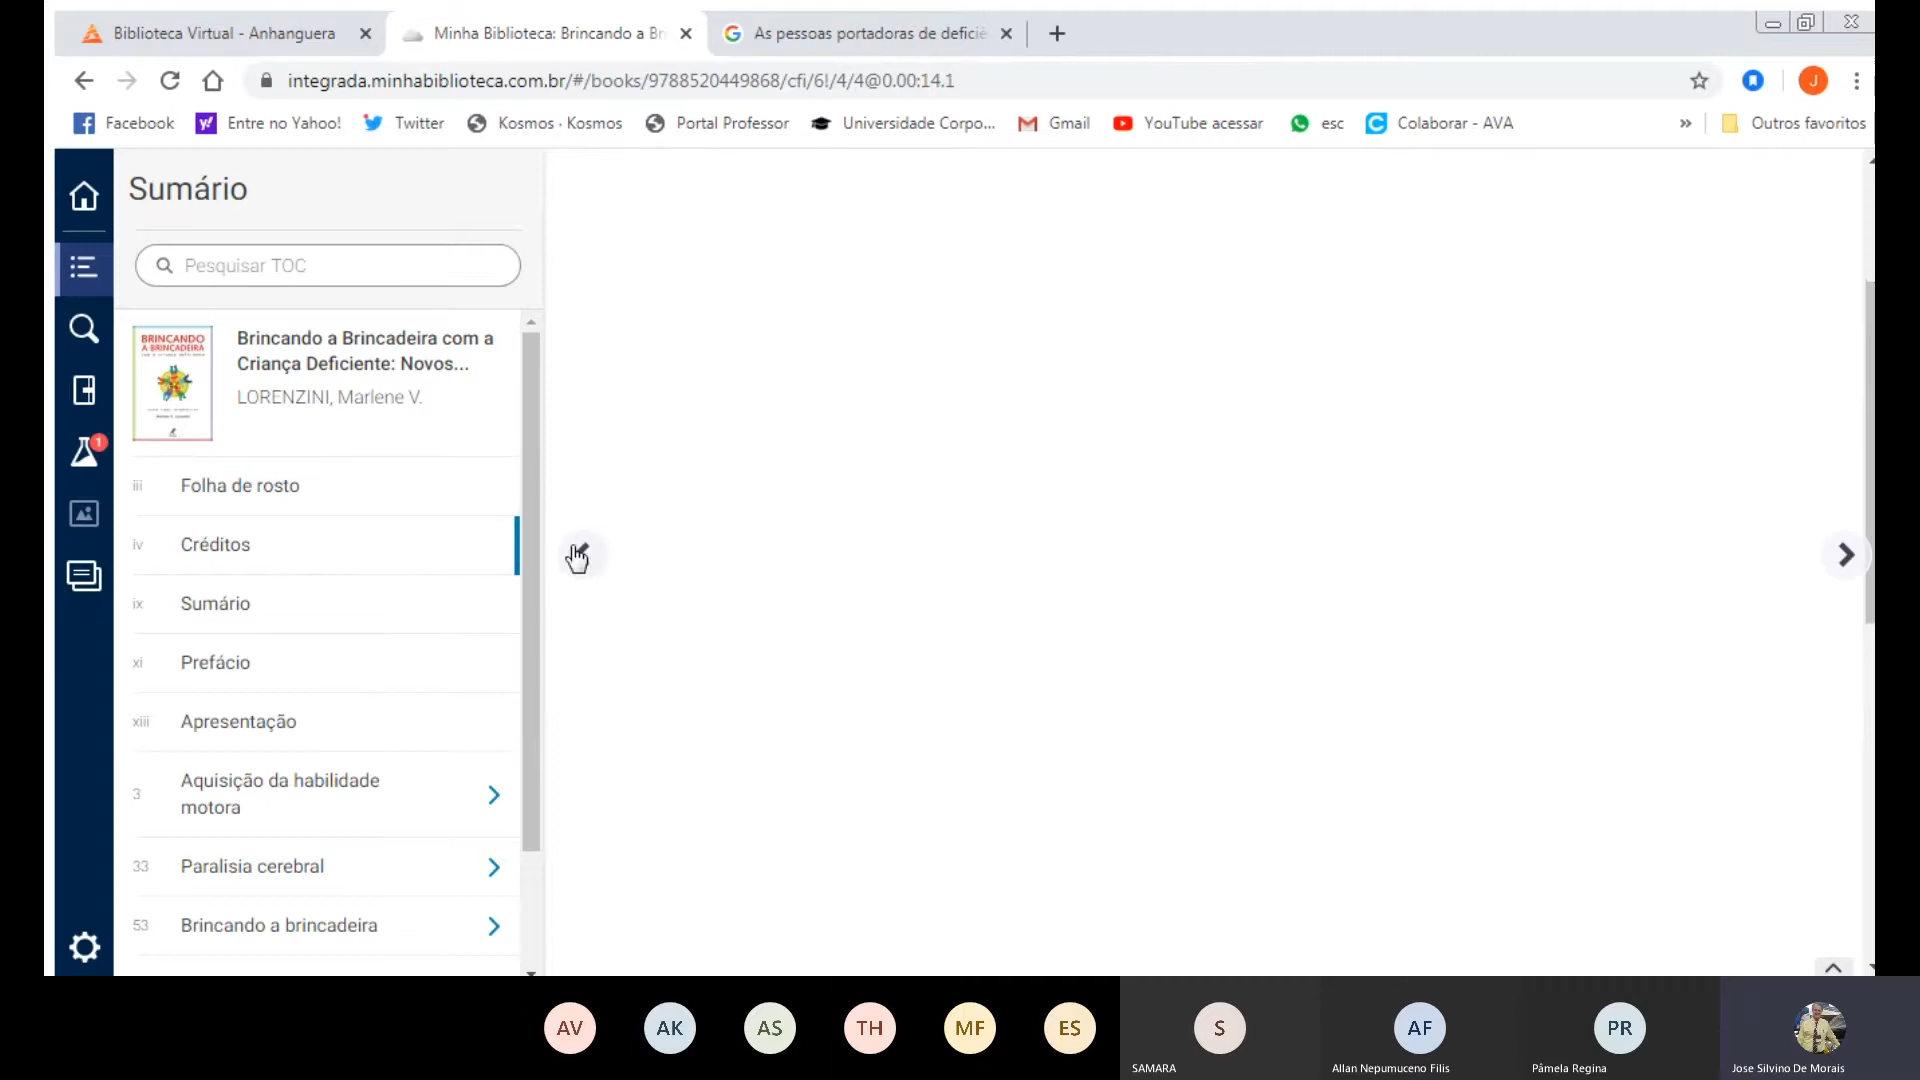 Biblioteca Virtual - Anhanguera
Minha Biblioteca: Brincando a Br
As pessoas portadoras de deficiê
integrada.minhabiblioteca.com.br/#/books/9788520449868/cfi/6!/4/4@0.00:14.1
J
Facebook
Entre no Yahoo!
Twitter
Kosmos · Kosmos
Portal Professor
Universidade Corpo...
Gmail
YouTube acessar
esc
Colaborar - AVA
»
Outros favoritos
Sumário
Pesquisar TOC
BRINCANDO
A BRINCADEIRA
Brincando a Brincadeira com a
Criança Deficiente: Novos...
LORENZINI, Marlene V.
1
iii Folha de rosto
iv Créditos
ix Sumário
xi Prefácio
xiii Apresentação
3 Aquisição da habilidade
motora
33 Paralisia cerebral
53 Brincando a brincadeira
AV
AK
AS
TH
MF
ES
S
AF
PR
SAMARA
Allan Nepumuceno Filis
Pâmela Regina
Jose Silvino De Morais